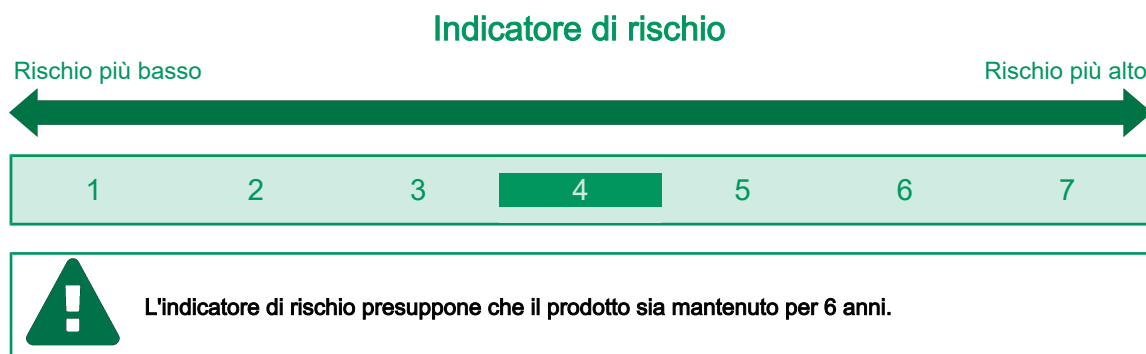 Indicatore di rischio
Rischio più basso Rischio più alto
1 2 3 4 5 6 7
L'indicatore di rischio presuppone che il prodotto sia mantenuto per 6 anni.